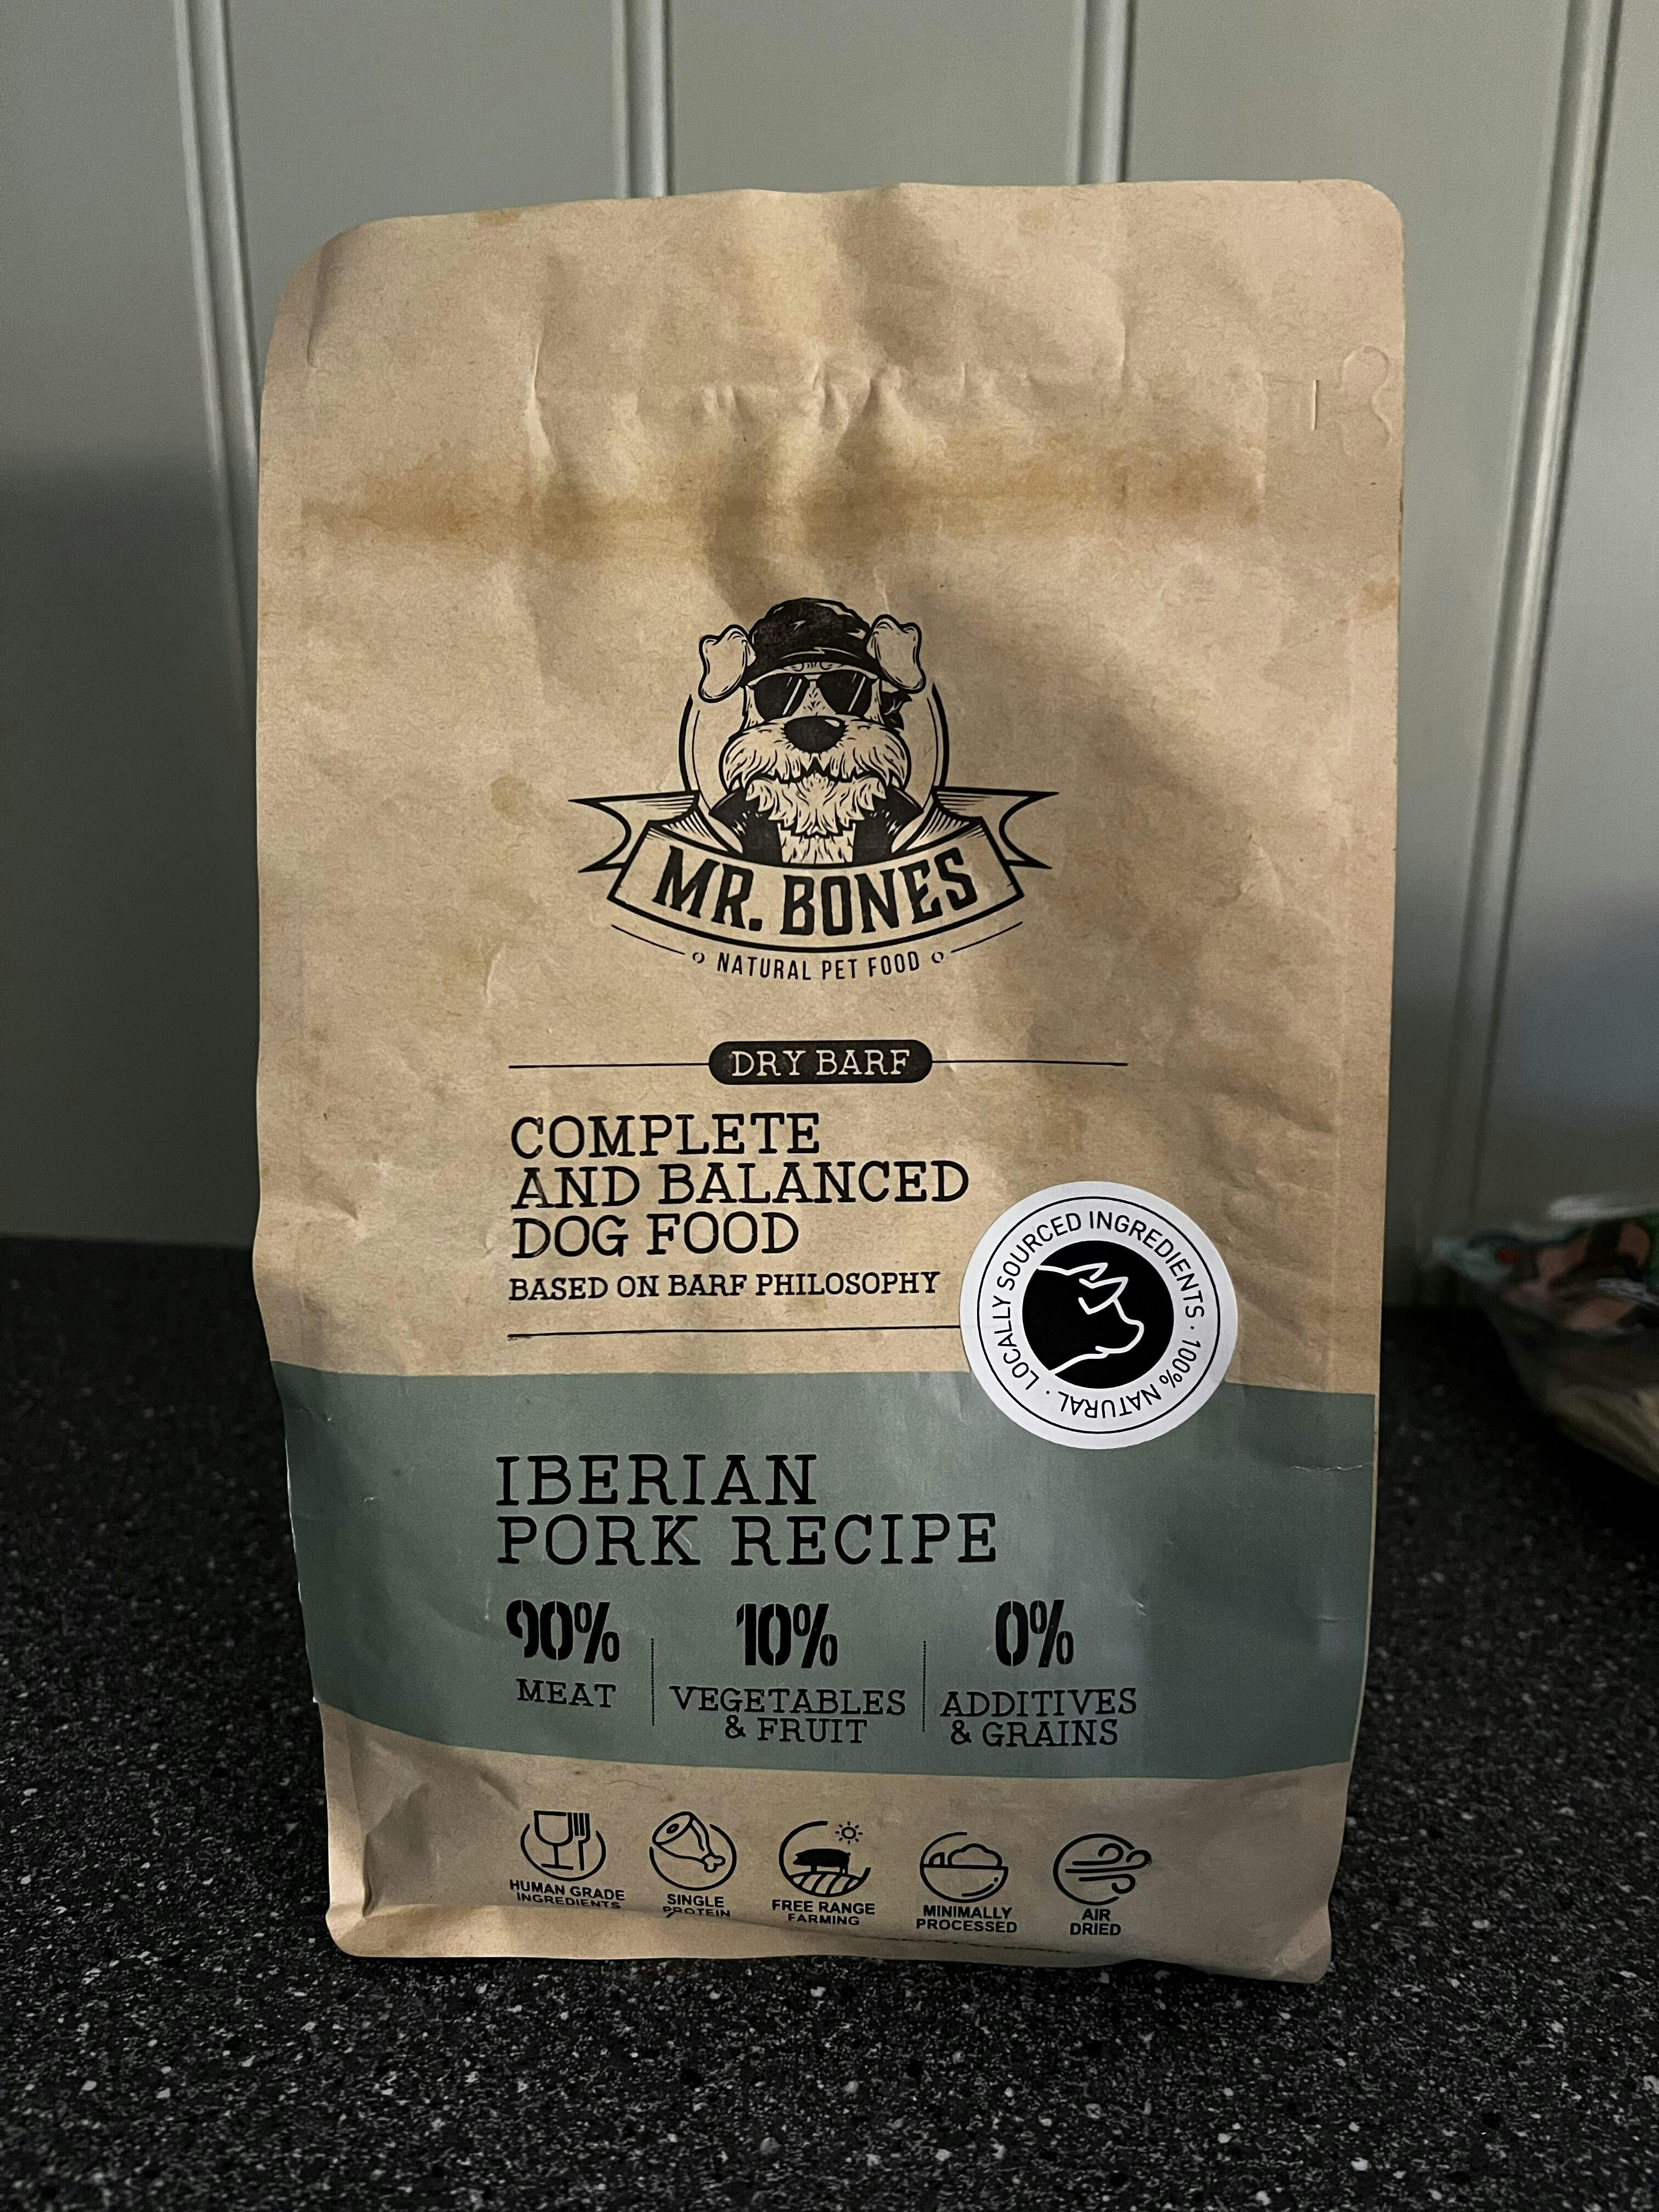 MR. BONES
NATURAL PET FOOD
DRY BARF
COMPLETE
AND BALANCED
DOG FOOD
BASED ON BARF PHILOSOPHY
LOCALLY SOURCED INGREDIENTS · 100% NATURAL ·
IBERIAN
PORK RECIPE
90%
MEAT
10%
VEGETABLES
& FRUIT
0%
ADDITIVES
& GRAINS
HUMAN GRADE
INGREDIENTS
SINGLE
PROTEIN
FREE RANGE
FARMING
MINIMALLY
PROCESSED
AIR
DRIED